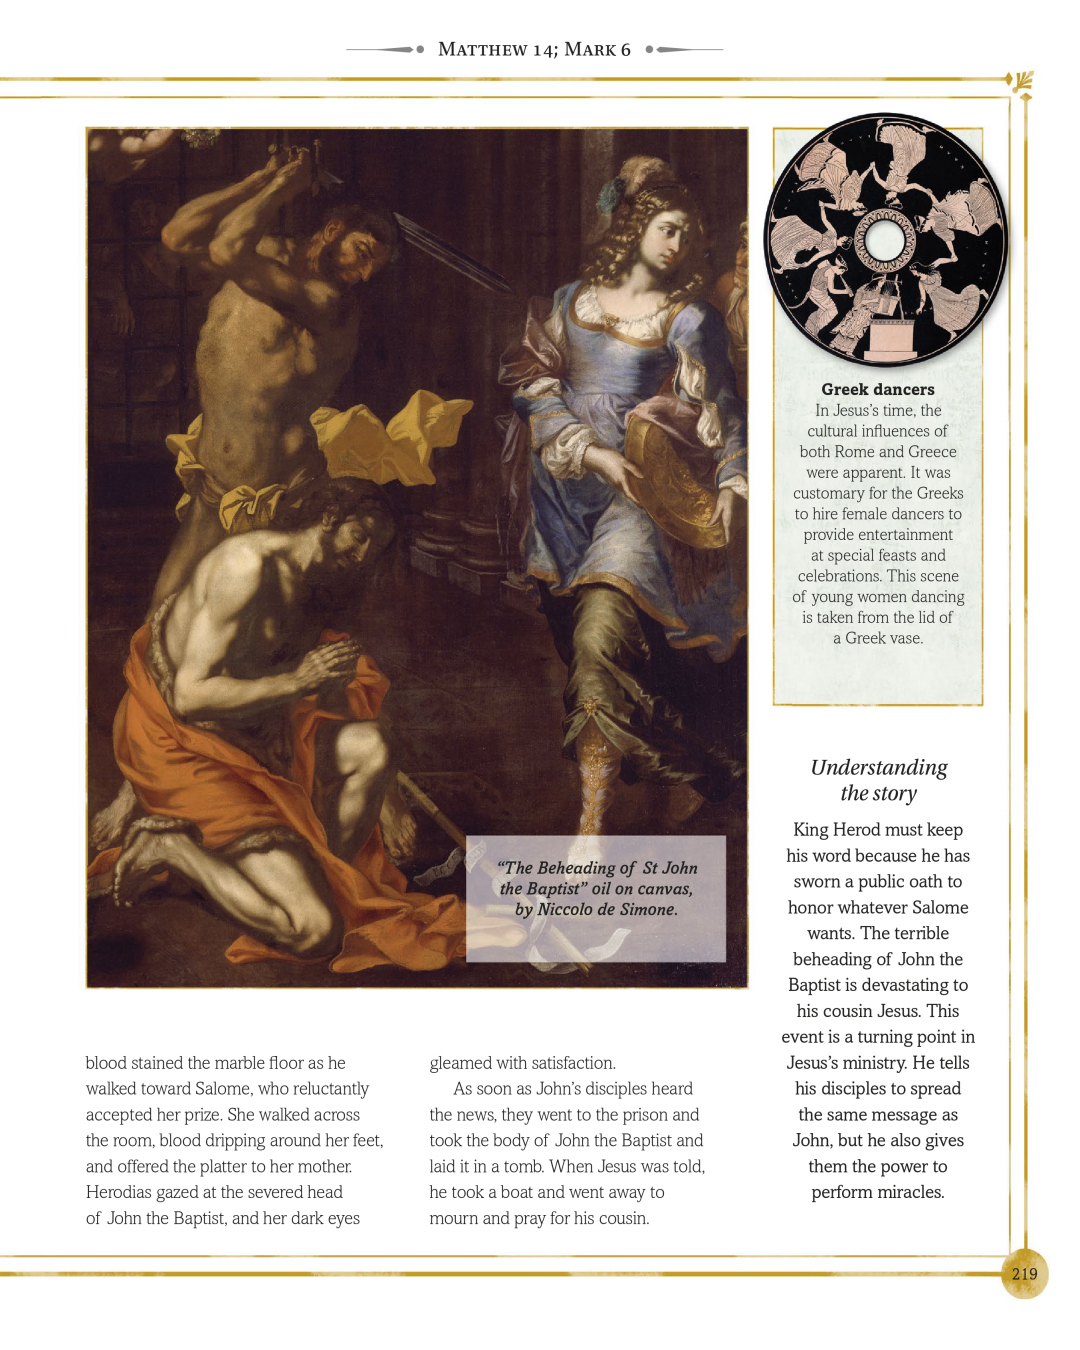 Matthew 14; Mark 6
"The Beheading of St John
the Baptist" oil on canvas,
by Niccolo de Simone.
blood stained the marble floor as he
walked toward Salome, who reluctantly
accepted her prize. She walked across
the room, blood dripping around her feet,
and offered the platter to her mother.
Herodias gazed at the severed head
of John the Baptist, and her dark eyes
gleamed with satisfaction.
As soon as John's disciples heard
the news, they went to the prison and
took the body of John the Baptist and
laid it in a tomb. When Jesus was told,
he took a boat and went away to
mourn and pray for his cousin.
Greek dancers
In Jesus's time, the
cultural influences of
both Rome and Greece
were apparent. It was
customary for the Greeks
to hire female dancers to
provide entertainment
at special feasts and
celebrations. This scene
of young women dancing
is taken from the lid of
a Greek vase.
Understanding
the story
King Herod must keep
his word because he has
sworn a public oath to
honor whatever Salome
wants. The terrible
beheading of John the
Baptist is devastating to
his cousin Jesus. This
event is a turning point in
Jesus's ministry. He tells
his disciples to spread
the same message as
John, but he also gives
them the power to
perform miracles.
219